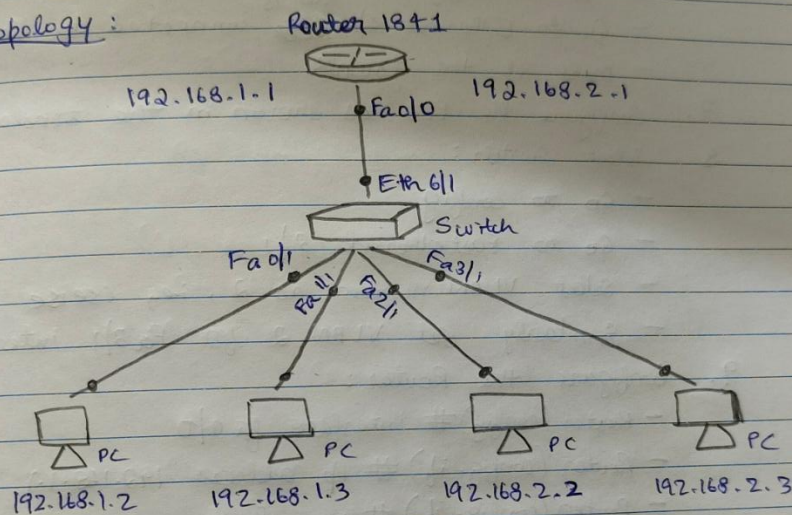 opology :
Router 1841
192.168.1.1
192.168.2.1
Fa0/0
Eth 6/1
Switch
Fa0/1
Fa1/1
Fa2/1
Fa3/1
PC
PC
PC
PC
192.168.1.2
192.168.1.3
192.168.2.2
192.168.2.3